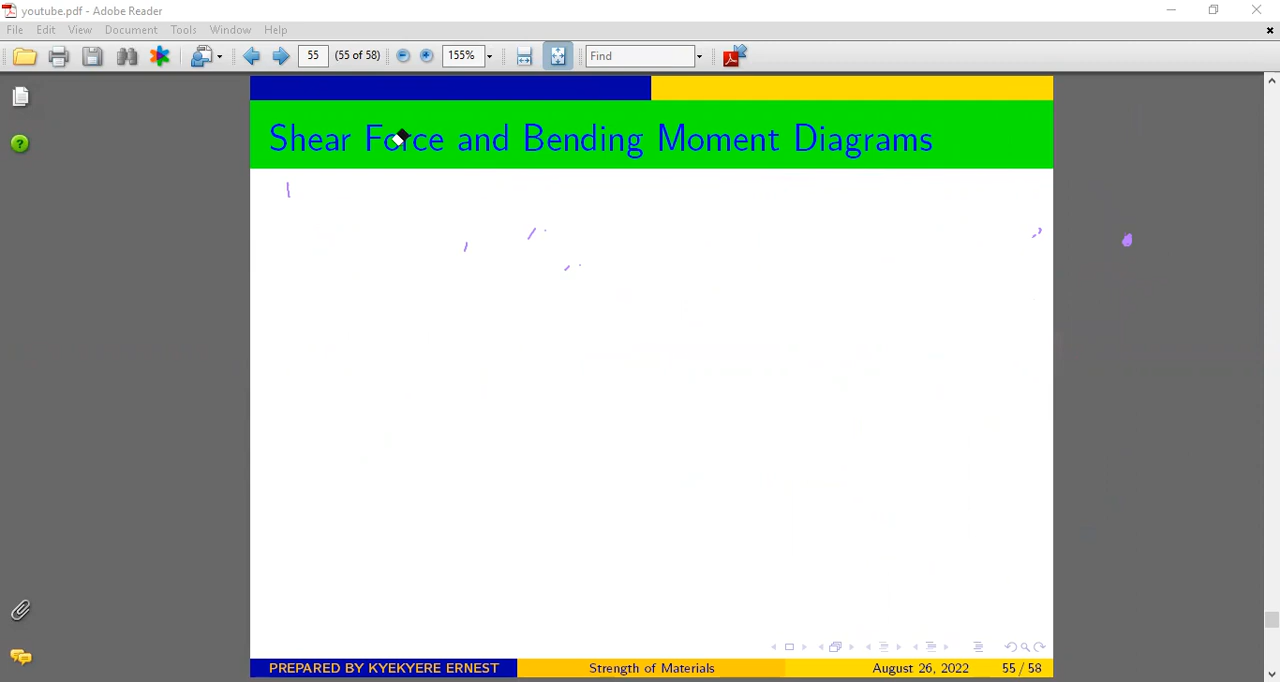 youtube.pdf - Adobe Reader
File Edit View Document Tools Window Help
55 (55 of 58) 155% Find
Shear Force and Bending Moment Diagrams
PREPARED BY KYEKYERE ERNEST Strength of Materials August 26, 2022 55 / 58